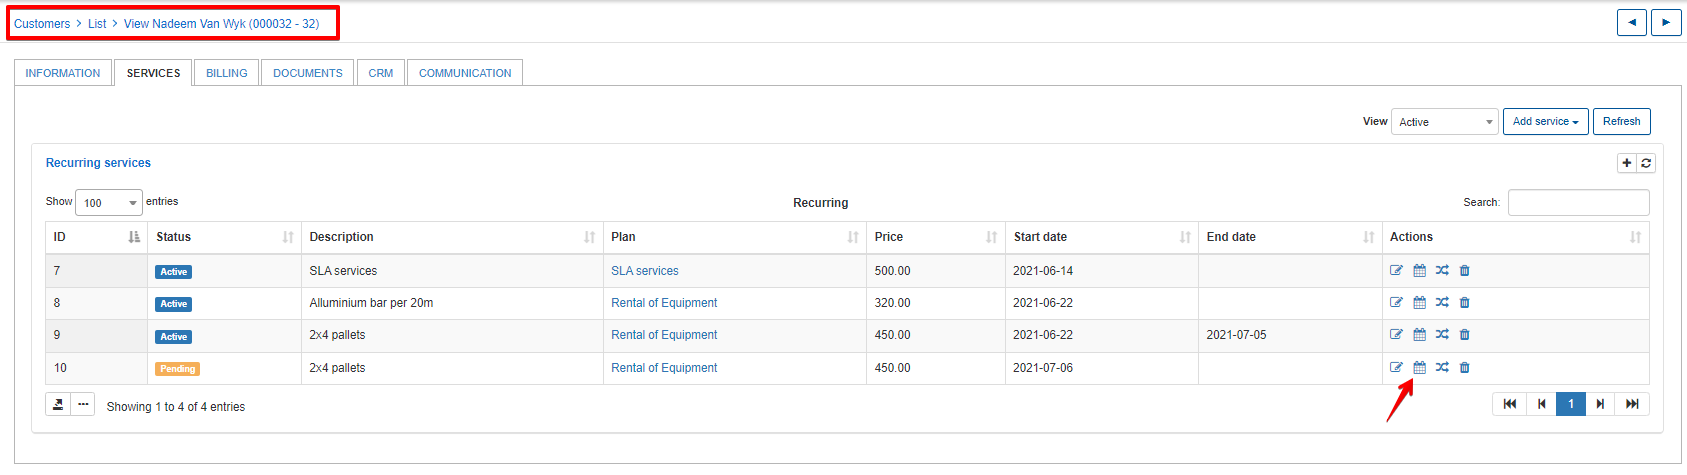 Customers > List > View Nadeem Van Wyk (000032 - 32)
INFORMATION SERVICES BILLING DOCUMENTS CRM COMMUNICATION
View Active Add service Refresh
Recurring services
Show 100 entries Recurring Search:
ID Status Description Plan Price Start date End date Actions
7 Active SLA services SLA services 500.00 2021-06-14
8 Active Alluminium bar per 20m Rental of Equipment 320.00 2021-06-22
9 Active 2x4 pallets Rental of Equipment 450.00 2021-06-22 2021-07-05
10 Pending 2x4 pallets Rental of Equipment 450.00 2021-07-06
Showing 1 to 4 of 4 entries 1